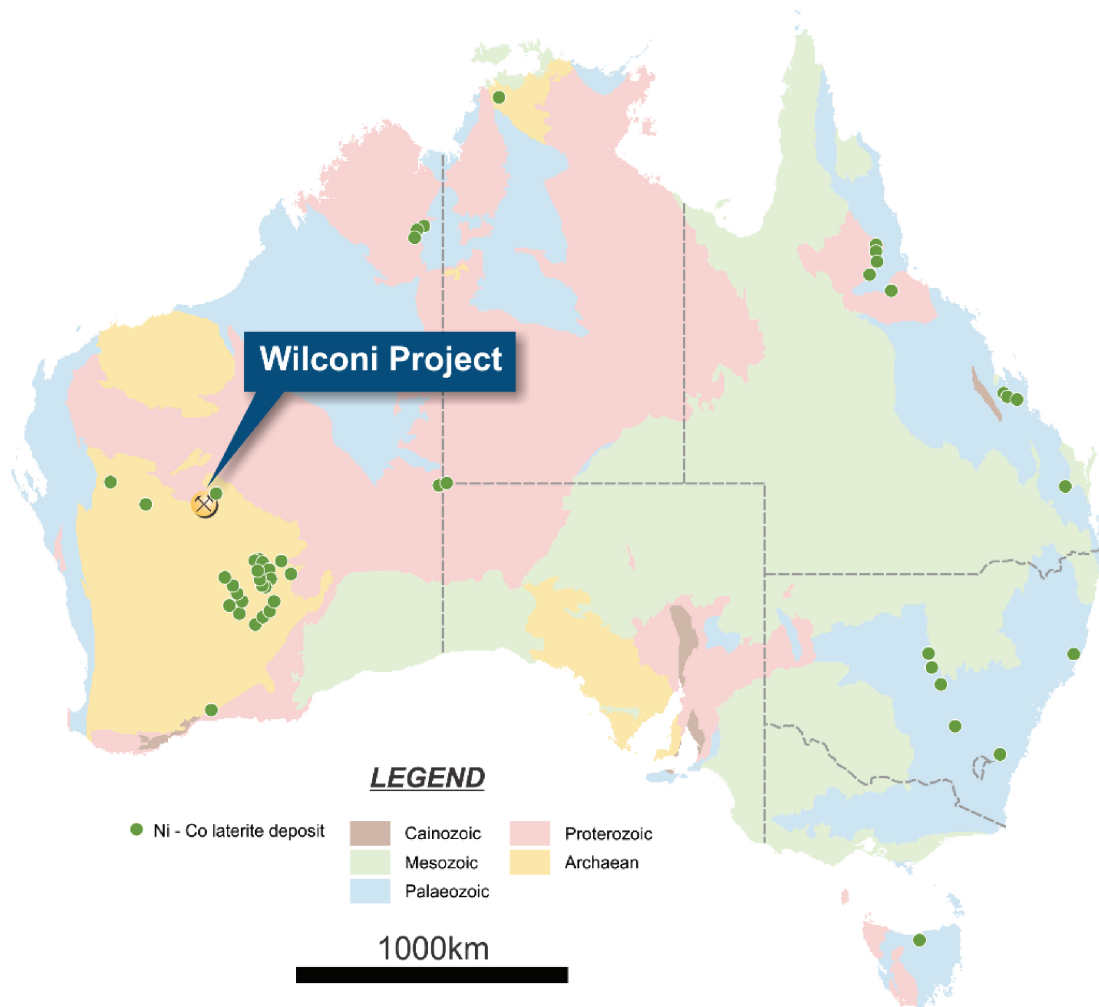 Wilconi Project
LEGEND
Ni - Co laterite deposit
Cainozoic
Mesozoic
Palaeozoic
Proterozoic
Archaean
1000km